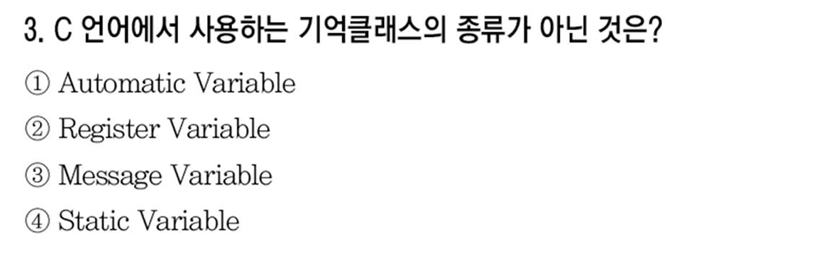 3. C 언어에서 사용하는 기억클래스의 종류가 아닌 것은?
① Automatic Variable
② Register Variable
③ Message Variable
④ Static Variable